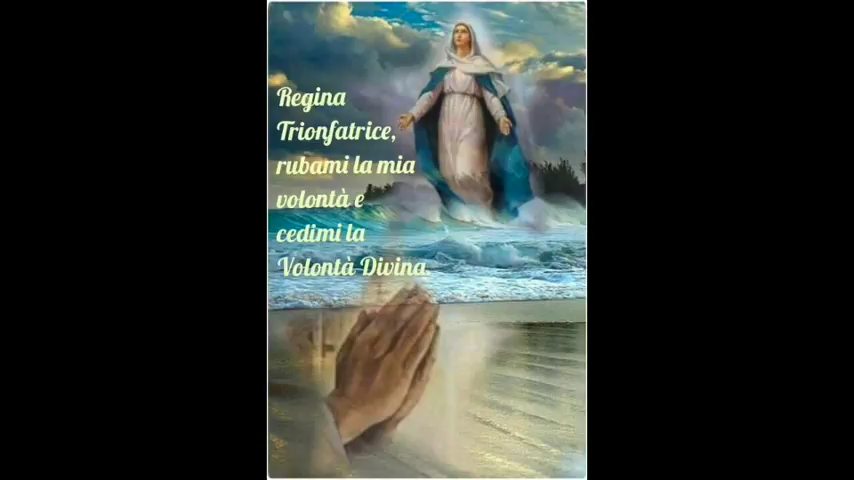 Regina
Trionfatrice,
rubami la mia
volontà e
cedimi la
Volontà Divina.